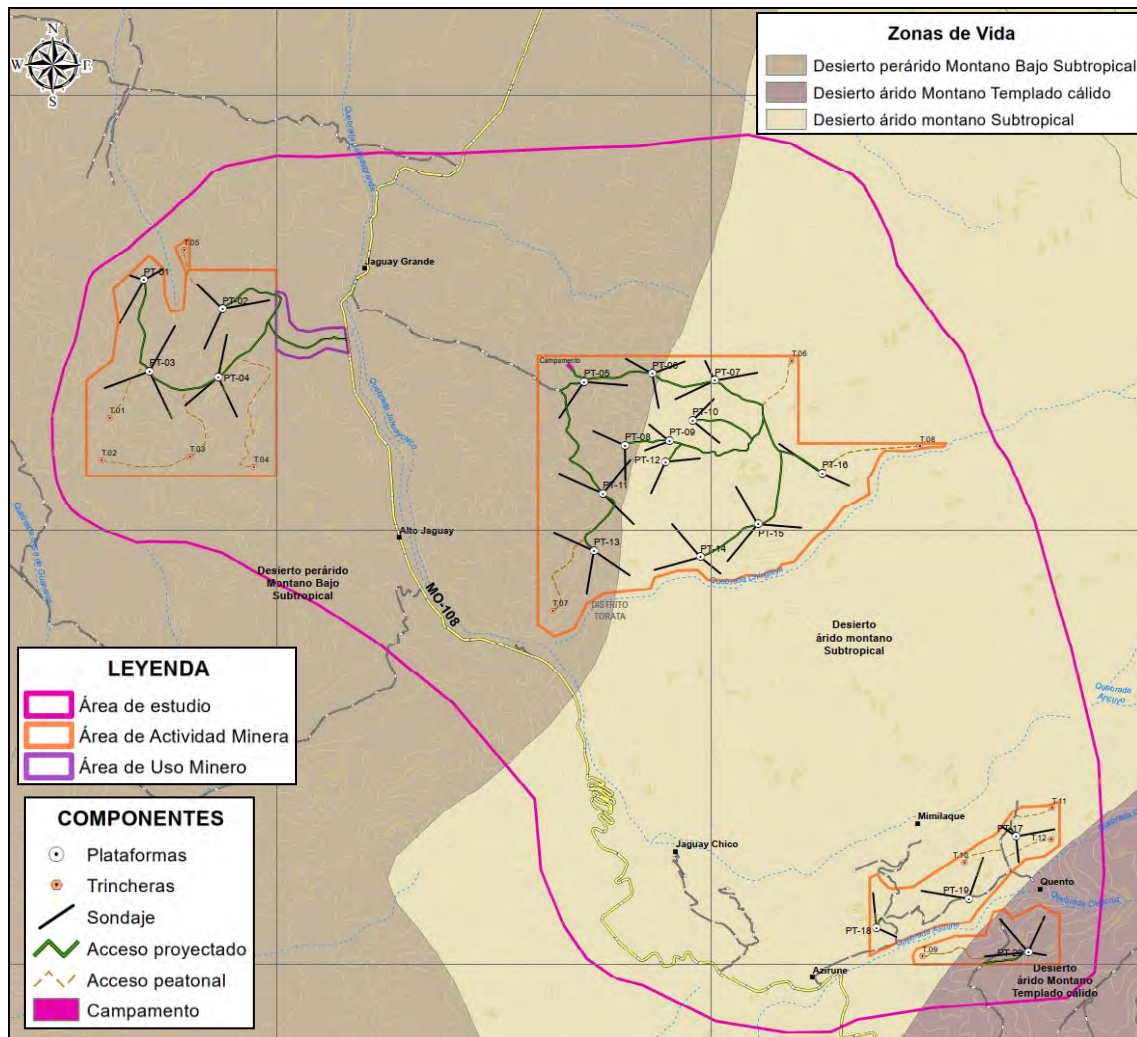 N
W
E
S
Zonas de Vida
Desierto perárido Montano Bajo Subtropical
Desierto árido Montano Templado cálido
Desierto árido montano Subtropical
T.05
PT-01
Jaguay Grande
PT-02
PT-03
PT-04
T.01
T.02
T.03
T.04
Quebrada Jaguaychico
Campamento
PT-05
PT-06
PT-07
T.06
PT-10
PT-08
PT-09
PT-12
T.08
PT-16
PT-11
PT-13
PT-14
PT-15
T.07
DISTRITO
TORATA
Alto Jaguay
MO-108
Desierto perárido
Montano Bajo
Subtropical
Desierto
árido montano
Subtropical
Quebrada
LEYENDA
Área de estudio
Área de Actividad Minera
Área de Uso Minero
COMPONENTES
Plataformas
Trincheras
Sondaje
Acceso proyectado
Acceso peatonal
Campamento
Mimilaque
Jaguay Chico
T.11
PT-17
T.12
T.10
Quento
PT-19
PT-18
T.09
PT-20
Azirune
Desierto
árido Montano
Templado cálido